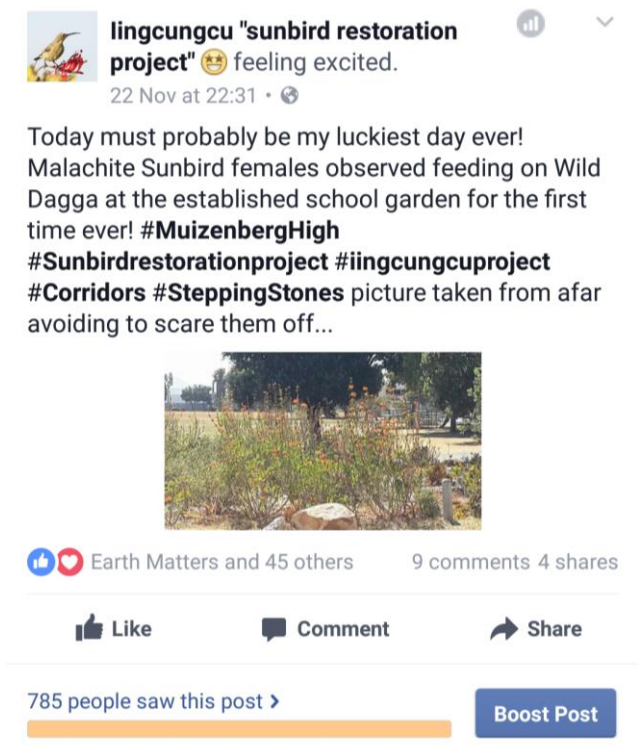 Iingcungcu "sunbird restoration
project" 🤩 feeling excited.
22 Nov at 22:31 •
Today must probably be my luckiest day ever!
Malachite Sunbird females observed feeding on Wild
Dagga at the established school garden for the first
time ever! #MuizenbergHigh
#Sunbirdrestorationproject #iingcungcuproject
#Corridors #SteppingStones picture taken from afar
avoiding to scare them off...
Earth Matters and 45 others 9 comments 4 shares
Like Comment Share
785 people saw this post >
Boost Post